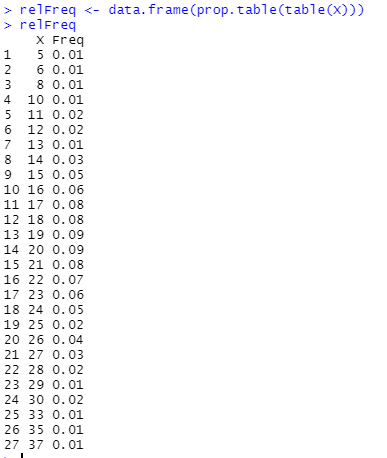 > relFreq <- data.frame(prop.table(table(X)))
> relFreq
    X Freq
1   5 0.01
2   6 0.01
3   8 0.01
4  10 0.01
5  11 0.02
6  12 0.02
7  13 0.01
8  14 0.03
9  15 0.05
10 16 0.06
11 17 0.08
12 18 0.08
13 19 0.09
14 20 0.09
15 21 0.08
16 22 0.07
17 23 0.06
18 24 0.05
19 25 0.02
20 26 0.04
21 27 0.03
22 28 0.02
23 29 0.01
24 30 0.02
25 33 0.01
26 35 0.01
27 37 0.01